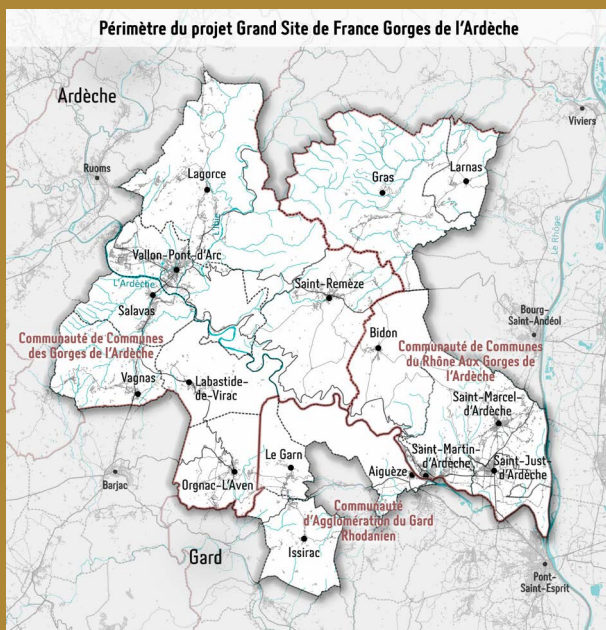 Périmètre du projet Grand Site de France Gorges de l'Ardèche
Ardèche
Viviers
Ruoms
Lagorce
Gras
Larnas
L'Ibie
Le Rhône
Vallon-Pont-d'Arc
L'Ardèche
Salavas
Saint-Remèze
Bourg-
Saint-Andéol
Bidon
Communauté de Communes
des Gorges de l'Ardèche
Communauté de Communes
du Rhône Aux Gorges de
l'Ardèche
Vagnas
Labastide-
de-Virac
Saint-Marcel-
d'Ardèche
Barjac
Orgnac-L'Aven
Le Garn
Aiguèze
Saint-Martin-
d'Ardèche
Saint-Just-
d'Ardèche
Communauté
d'Agglomération du Gard
Rhodanien
Issirac
Gard
Pont-
Saint-Esprit